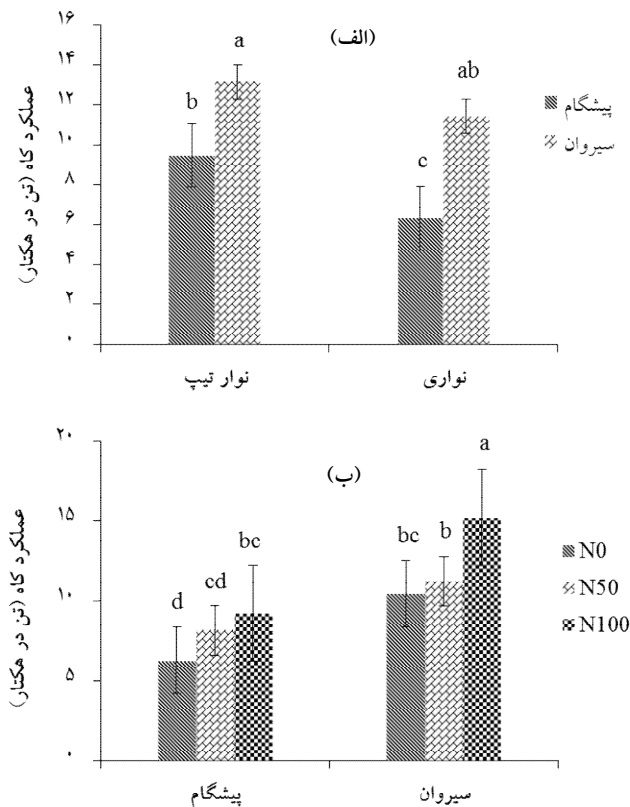 (الف)
عملکرد کاه (تن در هکتار)
۱۶
۱۴
۱۲
۱۰
۸
۶
۴
۲
۰
b
a
c
ab
پیشگام
سیروان
نوار تیپ
نواری
(ب)
عملکرد کاه (تن در هکتار)
۲۰
۱۵
۱۰
۵
۰
d
cd
bc
bc
b
a
N0
N50
N100
پیشگام
سیروان